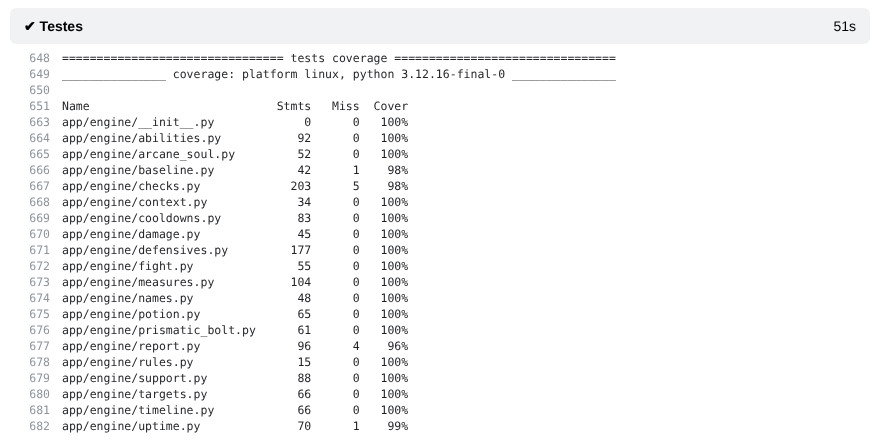 ✔ Testes 51s
648 ================================ tests coverage ================================
649 _______________ coverage: platform linux, python 3.12.16-final-0 _______________
650
651 Name Stmts Miss Cover
663 app/engine/__init__.py 0 0 100%
664 app/engine/abilities.py 92 0 100%
665 app/engine/arcane_soul.py 52 0 100%
666 app/engine/baseline.py 42 1 98%
667 app/engine/checks.py 203 5 98%
668 app/engine/context.py 34 0 100%
669 app/engine/cooldowns.py 83 0 100%
670 app/engine/damage.py 45 0 100%
671 app/engine/defensives.py 177 0 100%
672 app/engine/fight.py 55 0 100%
673 app/engine/measures.py 104 0 100%
674 app/engine/names.py 48 0 100%
675 app/engine/potion.py 65 0 100%
676 app/engine/prismatic_bolt.py 61 0 100%
677 app/engine/report.py 96 4 96%
678 app/engine/rules.py 15 0 100%
679 app/engine/support.py 88 0 100%
680 app/engine/targets.py 66 0 100%
681 app/engine/timeline.py 66 0 100%
682 app/engine/uptime.py 70 1 99%